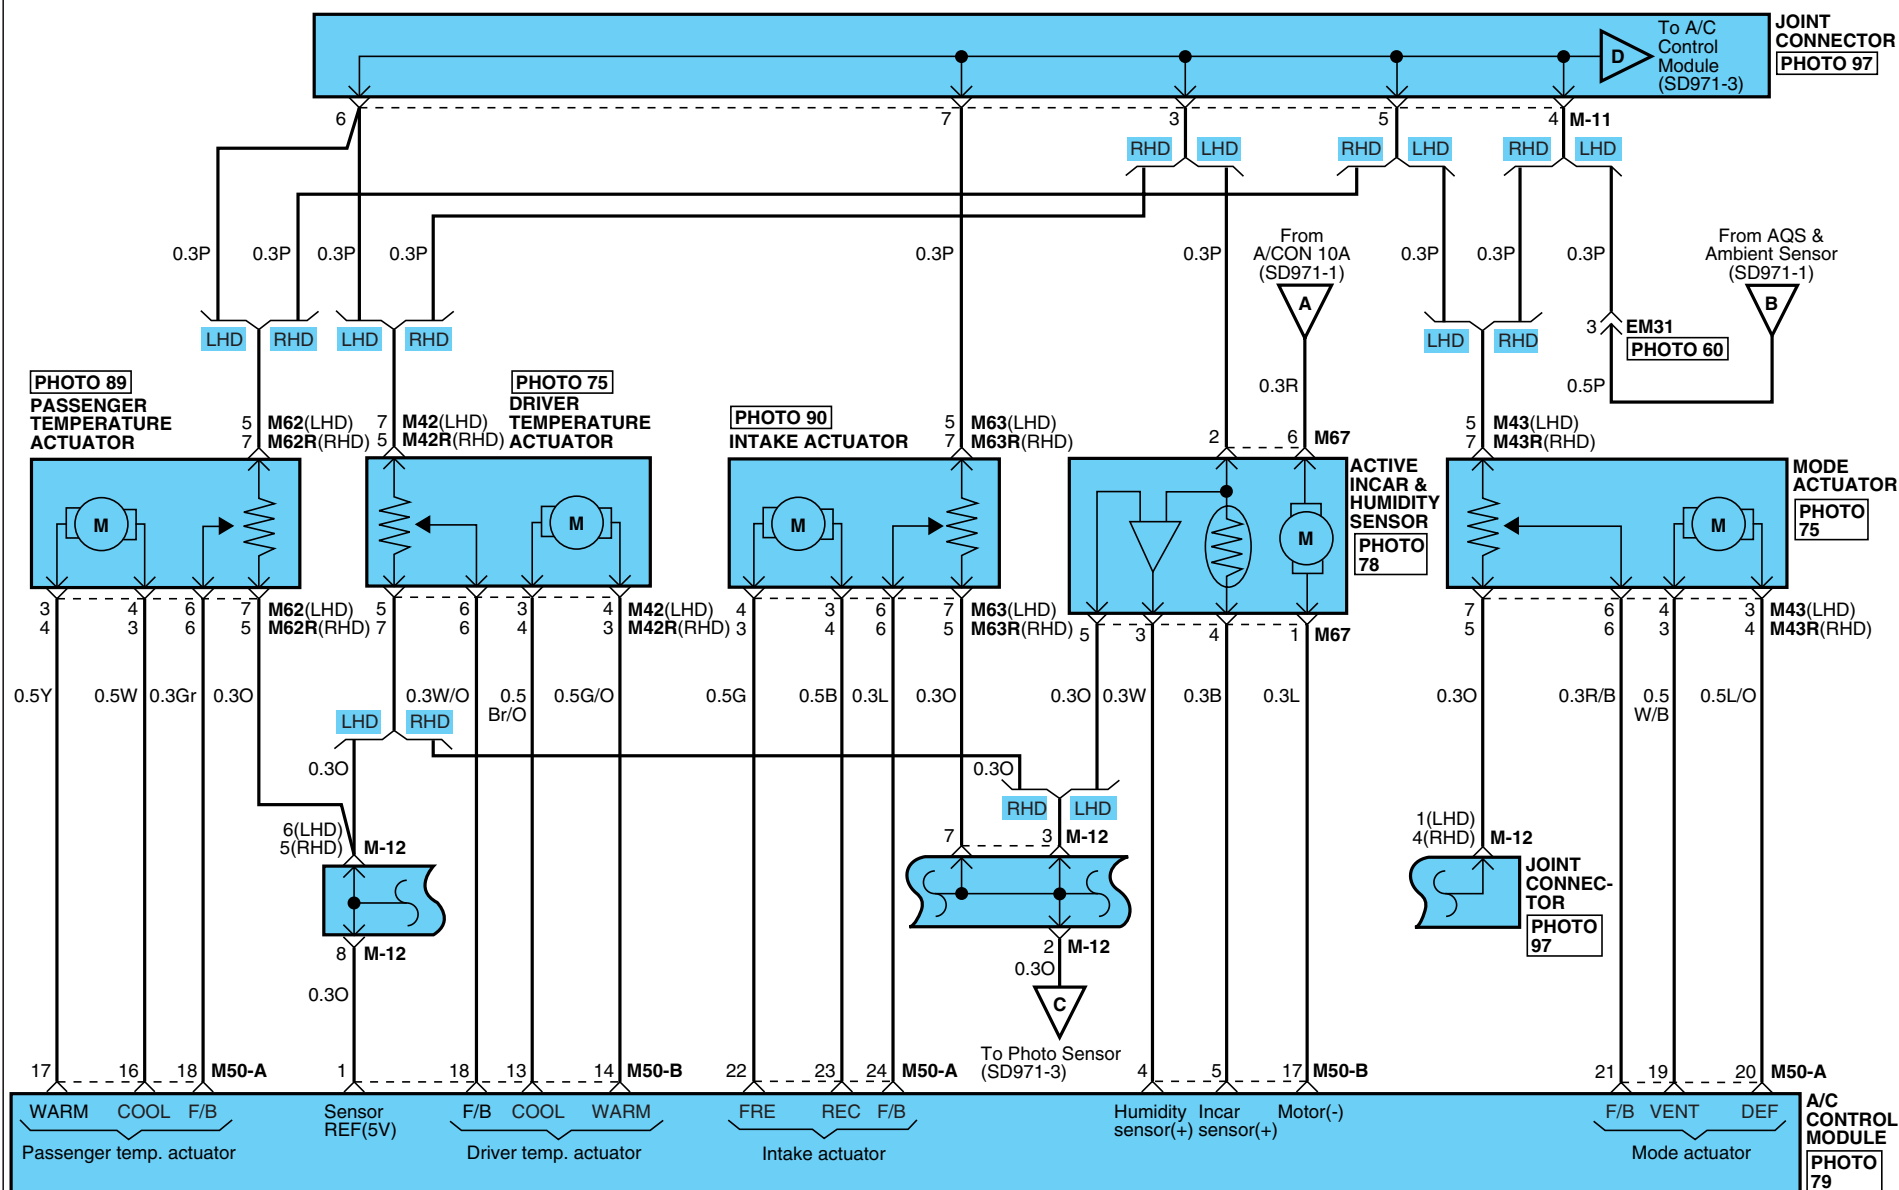 To A/C
Control
Module
(SD971-3)
D
JOINT
CONNECTOR
PHOTO 97
6
7
3
5
4
M-11
RHD
LHD
RHD
LHD
RHD
LHD
0.3P
0.3P
0.3P
0.3P
0.3P
0.3P
From
A/CON 10A
(SD971-1)
A
0.3P
0.3P
0.3P
From AQS &
Ambient Sensor
(SD971-1)
B
LHD
RHD
LHD
RHD
LHD
RHD
3
EM31
PHOTO 60
0.3R
0.5P
PHOTO 89
PASSENGER
TEMPERATURE
ACTUATOR
5 M62(LHD)
7 M62R(RHD)
7 M42(LHD)
5 M42R(RHD)
PHOTO 75
DRIVER
TEMPERATURE
ACTUATOR
PHOTO 90
INTAKE ACTUATOR
5 M63(LHD)
7 M63R(RHD)
2
6
M67
5 M43(LHD)
7 M43R(RHD)
ACTIVE
INCAR &
HUMIDITY
SENSOR
PHOTO
78
MODE
ACTUATOR
PHOTO
75
M
M
M
M
M
3 4 6 7 M62(LHD)
4 3 6 5 M62R(RHD)
5 6 3 4 M42(LHD)
7 6 4 3 M42R(RHD)
4 3 6 7 M63(LHD)
3 4 6 5 M63R(RHD)
5 3 4 1 M67
7 6 4 3 M43(LHD)
5 6 3 4 M43R(RHD)
0.5Y
0.5W
0.3Gr
0.3O
0.3W/O
0.5
Br/O
0.5G/O
0.5G
0.5B
0.3L
0.3O
0.3O
0.3W
0.3B
0.3L
0.3O
0.3R/B
0.5
W/B
0.5L/O
LHD
RHD
0.3O
0.3O
RHD
LHD
6(LHD)
5(RHD)
M-12
7
3
M-12
1(LHD)
4(RHD)
M-12
JOINT
CONNEC-
TOR
PHOTO
97
8
M-12
2
M-12
0.3O
0.3O
C
To Photo Sensor
(SD971-3)
17
16
18
M50-A
1
18
13
14
M50-B
22
23
24
M50-A
4
5
17
M50-B
21
19
20
M50-A
WARM
COOL
F/B
Passenger temp. actuator
Sensor
REF(5V)
F/B
COOL
WARM
Driver temp. actuator
FRE
REC
F/B
Intake actuator
Humidity
sensor(+)
Incar
sensor(+)
Motor(-)
F/B
VENT
DEF
Mode actuator
A/C
CONTROL
MODULE
PHOTO
79